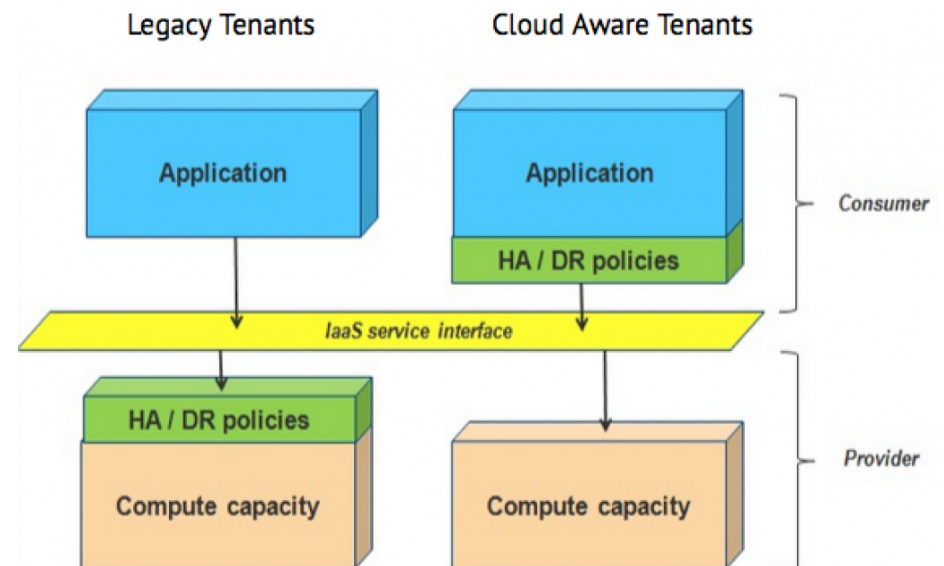 Legacy Tenants
Cloud Aware Tenants
Application
Application
Consumer
HA / DR policies
IaaS service interface
HA / DR policies
Provider
Compute capacity
Compute capacity